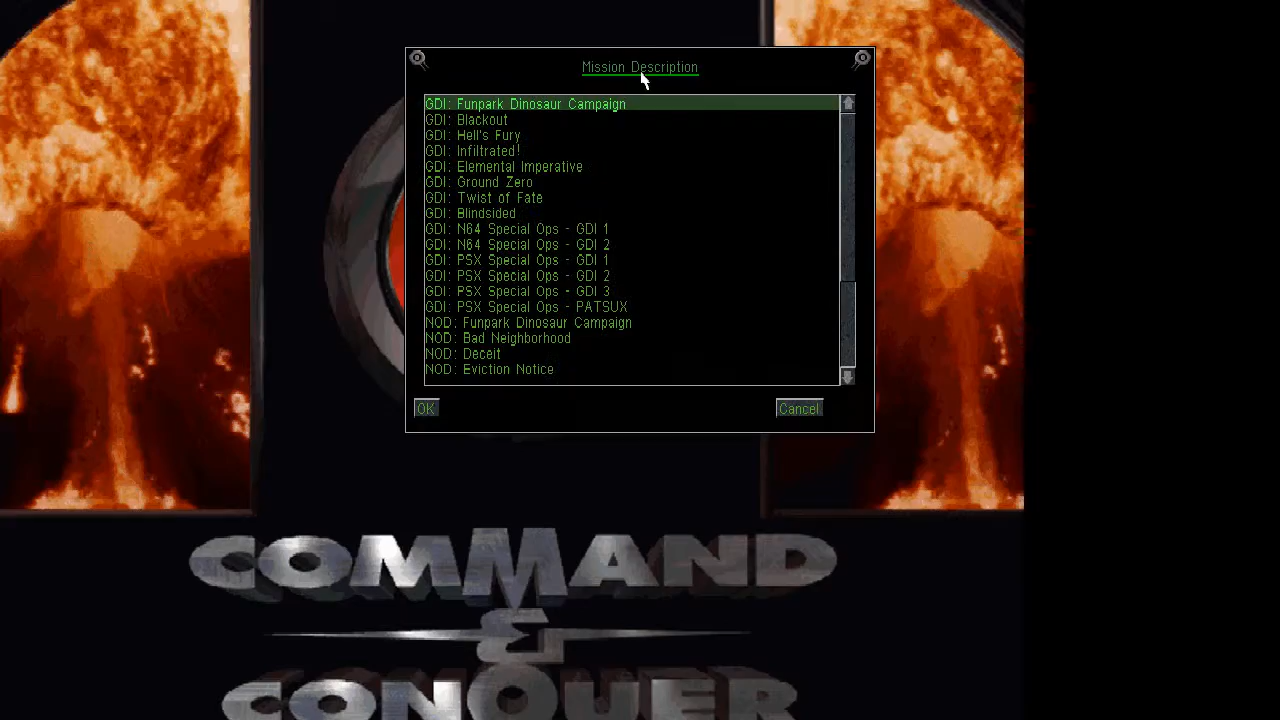 Mission Description
GDI: Funpark Dinosaur Campaign
GDI: Blackout
GDI: Hell's Fury
GDI: Infiltrated!
GDI: Elemental Imperative
GDI: Ground Zero
GDI: Twist of Fate
GDI: Blindsided
GDI: N64 Special Ops - GDI 1
GDI: N64 Special Ops - GDI 2
GDI: PSX Special Ops - GDI 1
GDI: PSX Special Ops - GDI 2
GDI: PSX Special Ops - GDI 3
GDI: PSX Special Ops - PATSUX
NOD: Funpark Dinosaur Campaign
NOD: Bad Neighborhood
NOD: Deceit
NOD: Eviction Notice
OK Cancel
COMMAND
&
CONQUER